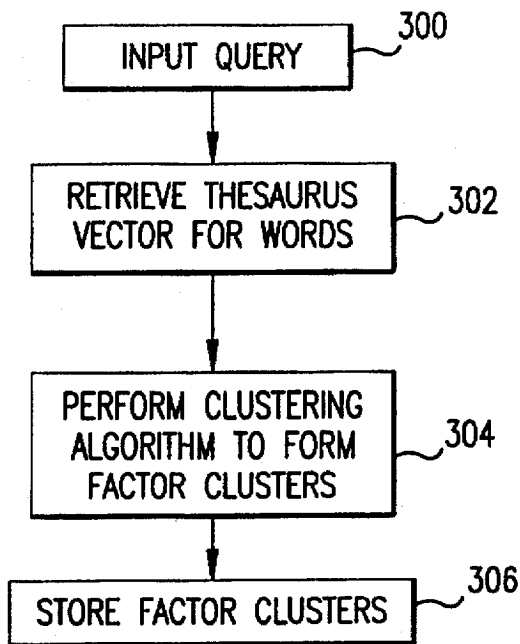 300
INPUT QUERY
RETRIEVE THESAURUS
VECTOR FOR WORDS
302
PERFORM CLUSTERING
ALGORITHM TO FORM
FACTOR CLUSTERS
304
306
STORE FACTOR CLUSTERS